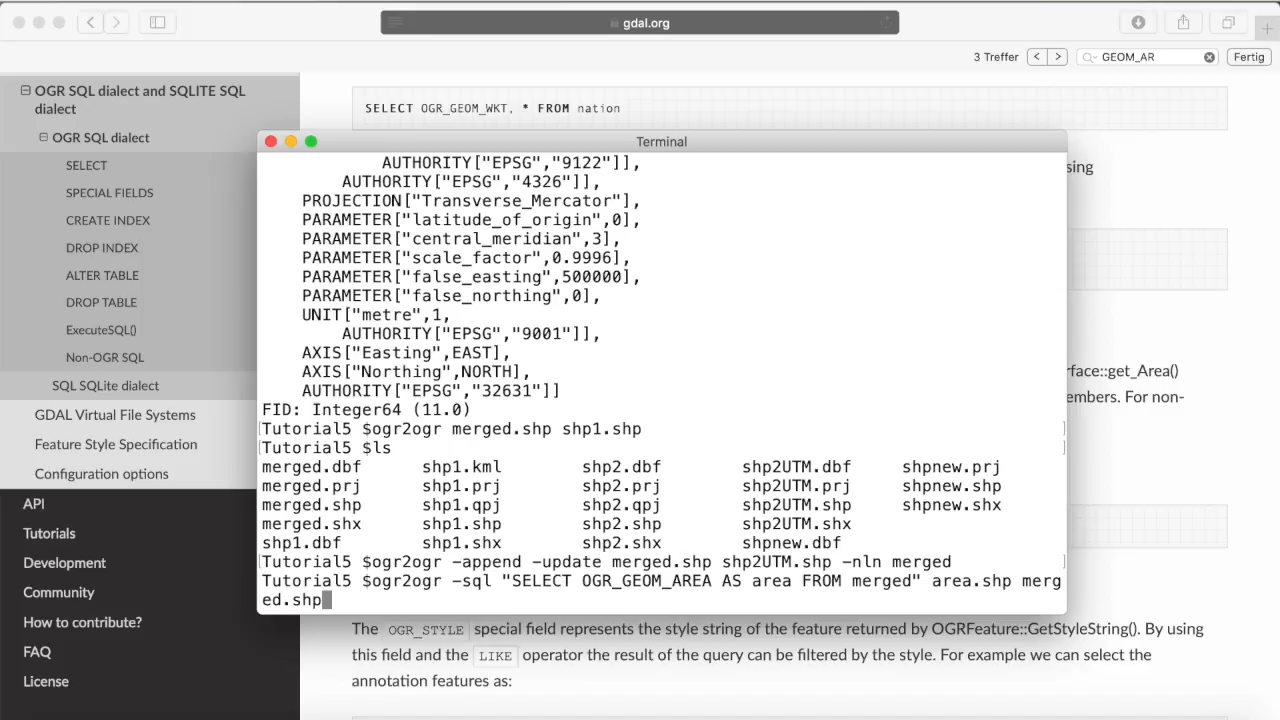 gdal.org
3 Treffer
GEOM_AR
Fertig
OGR SQL dialect and SQLITE SQL
dialect
OGR SQL dialect
SELECT
SPECIAL FIELDS
CREATE INDEX
DROP INDEX
ALTER TABLE
DROP TABLE
ExecuteSQL()
Non-OGR SQL
SQL SQLite dialect
GDAL Virtual File Systems
Feature Style Specification
Configuration options
API
Tutorials
Development
Community
How to contribute?
FAQ
License
SELECT OGR_GEOM_WKT, * FROM nation
sing
rface::get_Area()
embers. For non-
Terminal
AUTHORITY["EPSG","9122"]],
AUTHORITY["EPSG","4326"]],
PROJECTION["Transverse_Mercator"],
PARAMETER["latitude_of_origin",0],
PARAMETER["central_meridian",3],
PARAMETER["scale_factor",0.9996],
PARAMETER["false_easting",500000],
PARAMETER["false_northing",0],
UNIT["metre",1,
AUTHORITY["EPSG","9001"]],
AXIS["Easting",EAST],
AXIS["Northing",NORTH],
AUTHORITY["EPSG","32631"]]
FID: Integer64 (11.0)
[Tutorial5 $ogr2ogr merged.shp shp1.shp ]
[Tutorial5 $ls ]
merged.dbf shp1.kml shp2.dbf shp2UTM.dbf shpnew.prj
merged.prj shp1.prj shp2.prj shp2UTM.prj shpnew.shp
merged.shp shp1.qpj shp2.qpj shp2UTM.shp shpnew.shx
merged.shx shp1.shp shp2.shp shp2UTM.shx
shp1.dbf shp1.shx shp2.shx shpnew.dbf
[Tutorial5 $ogr2ogr -append -update merged.shp shp2UTM.shp -nln merged ]
Tutorial5 $ogr2ogr -sql "SELECT OGR_GEOM_AREA AS area FROM merged" area.shp merg
ed.shp
The OGR_STYLE special field represents the style string of the feature returned by OGRFeature::GetStyleString(). By using
this field and the LIKE operator the result of the query can be filtered by the style. For example we can select the
annotation features as: